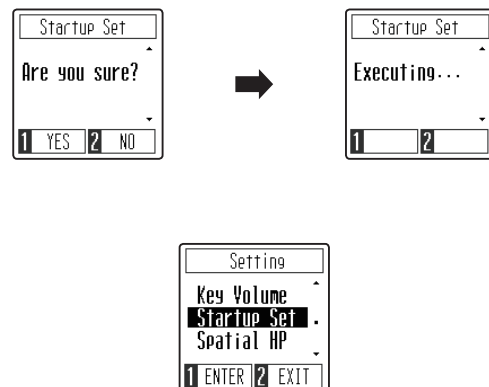 Startup Set
Are you sure?
1 YES 2 NO
Startup Set
Executing...
1 2
Setting
Key Volume
Startup Set
Spatial HP
1 ENTER 2 EXIT